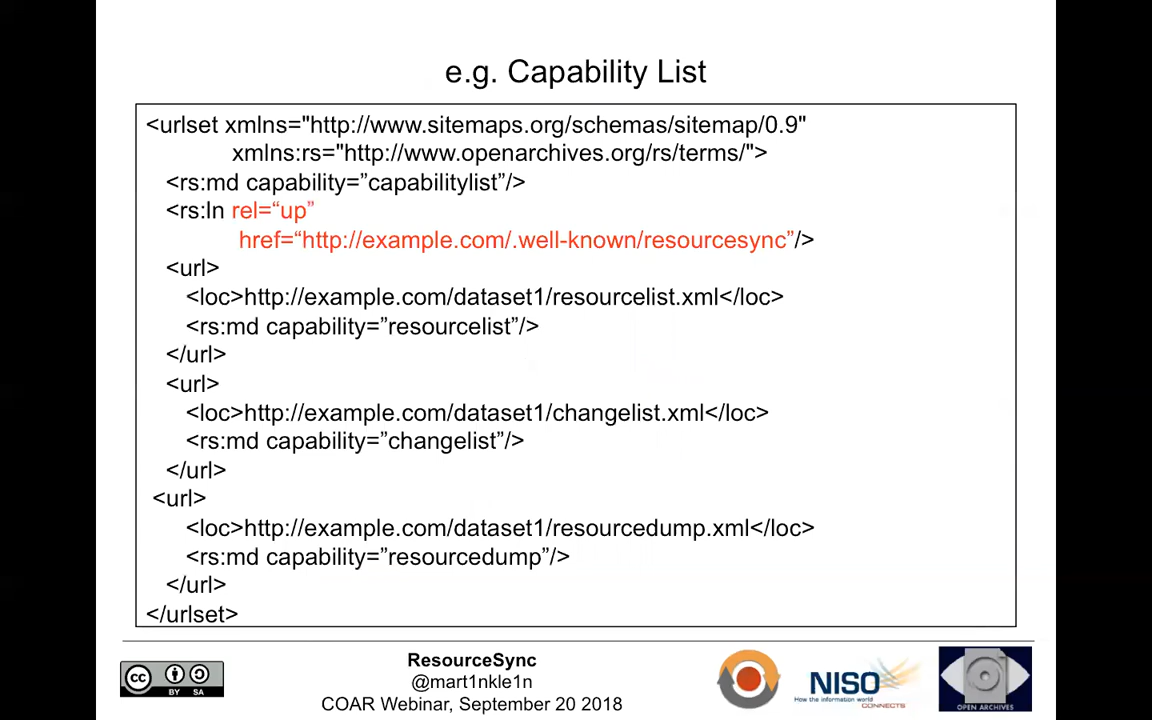 e.g. Capability List
<urlset xmlns="http://www.sitemaps.org/schemas/sitemap/0.9"
xmlns:rs="http://www.openarchives.org/rs/terms/">
<rs:md capability=”capabilitylist”/>
<rs:ln rel=“up”
href=“http://example.com/.well-known/resourcesync”/>
<url>
<loc>http://example.com/dataset1/resourcelist.xml</loc>
<rs:md capability=”resourcelist”/>
</url>
<url>
<loc>http://example.com/dataset1/changelist.xml</loc>
<rs:md capability=”changelist”/>
</url>
<url>
<loc>http://example.com/dataset1/resourcedump.xml</loc>
<rs:md capability=”resourcedump”/>
</url>
</urlset>
cc BY SA
ResourceSync
@mart1nkle1n
COAR Webinar, September 20 2018
NISO
How the information world
CONNECTS
OPEN ARCHIVES